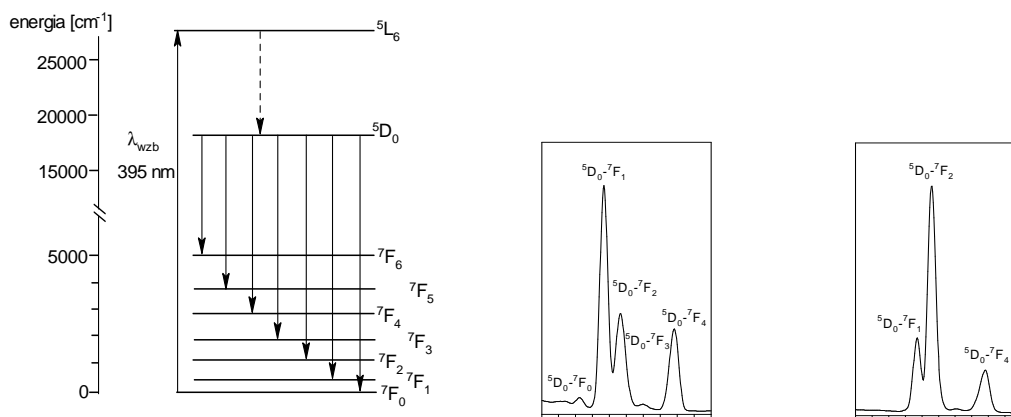 energia [cm⁻¹]
⁵L₆
25000
20000
⁵D₀
λwzb
395 nm
15000
5000
⁷F₆
⁷F₅
⁷F₄
⁷F₃
⁷F₂
⁷F₁
0
⁷F₀
⁵D₀-⁷F₁
⁵D₀-⁷F₂
⁵D₀-⁷F₄
⁵D₀-⁷F₃
⁵D₀-⁷F₀
⁵D₀-⁷F₂
⁵D₀-⁷F₁
⁵D₀-⁷F₄